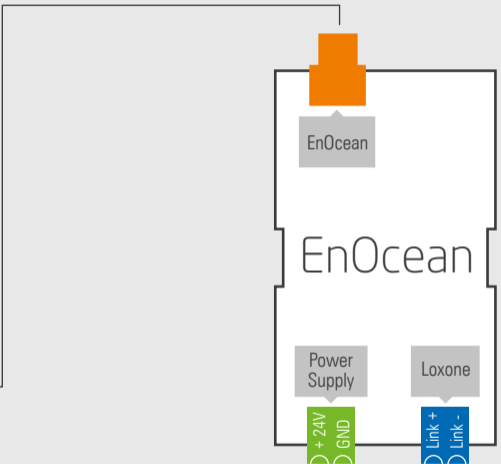 EnOcean
EnOcean
Power
Supply
Loxone
+ 24V
GND
Link +
Link -